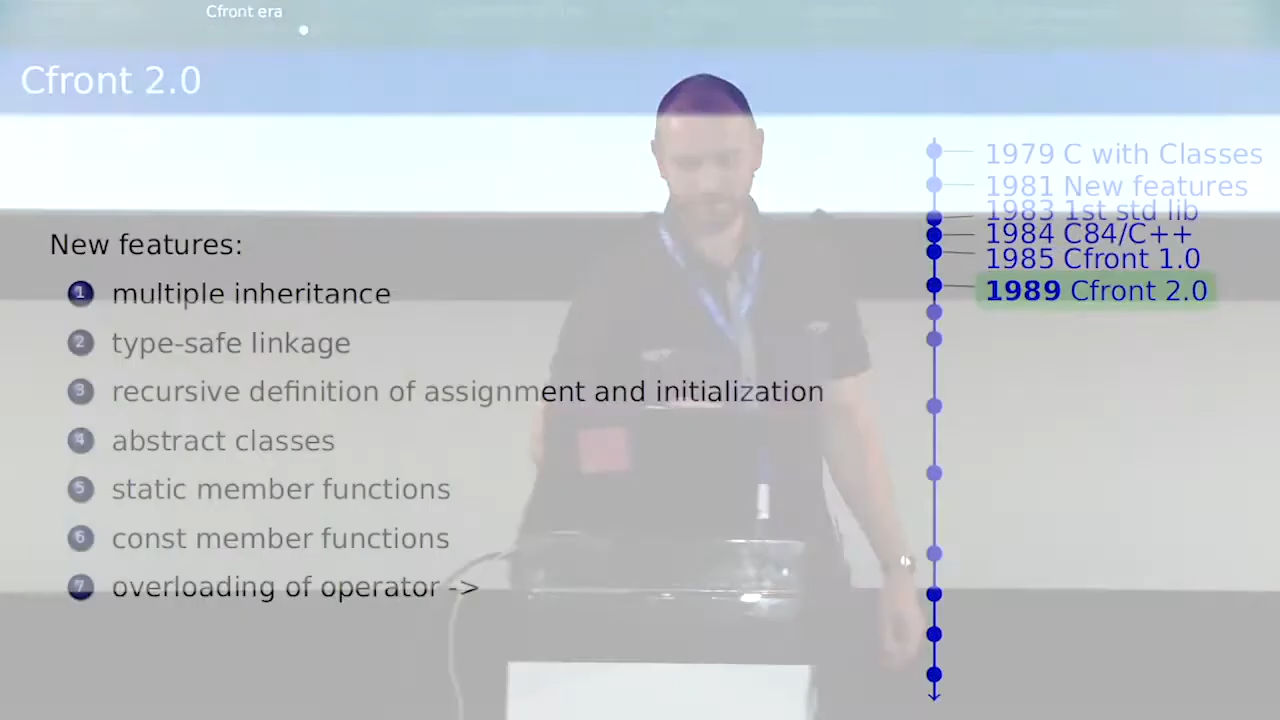 Cfront era
Cfront 2.0
New features:
1 multiple inheritance
2 type-safe linkage
3 recursive definition of assignment and initialization
4 abstract classes
5 static member functions
6 const member functions
7 overloading of operator ->
1979 C with Classes
1981 New features
1983 1st std lib
1984 C84/C++
1985 Cfront 1.0
1989 Cfront 2.0